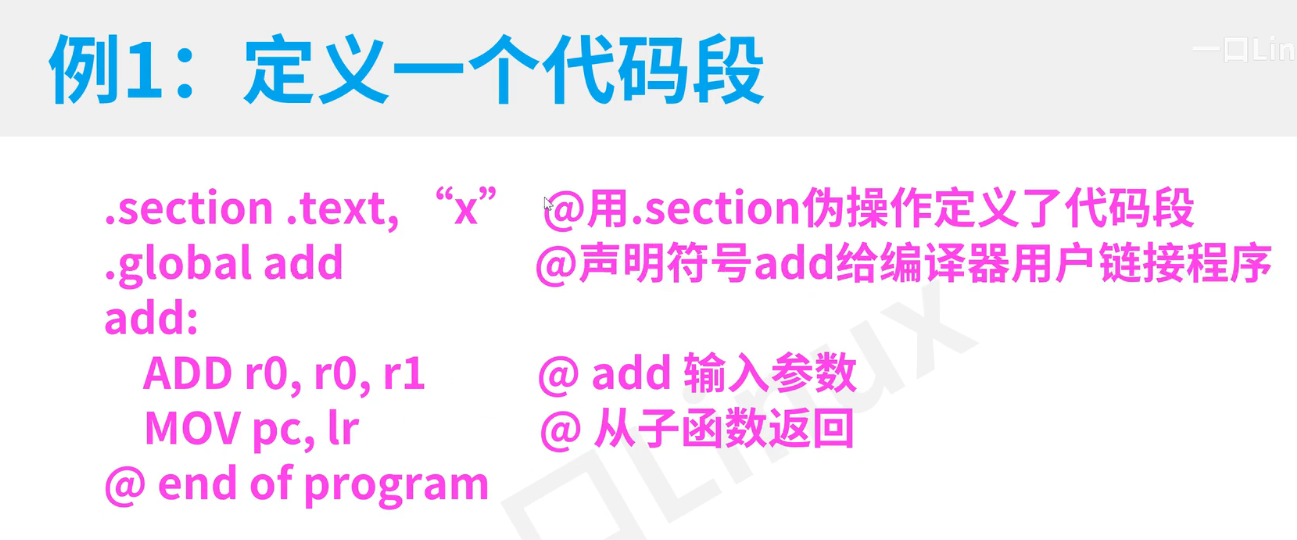 例1：定义一个代码段
一口Lin
.section .text, “x” @用.section伪操作定义了代码段
.global add @声明符号add给编译器用户链接程序
add:
ADD r0, r0, r1 @ add 输入参数
MOV pc, lr @ 从子函数返回
@ end of program
口Linux